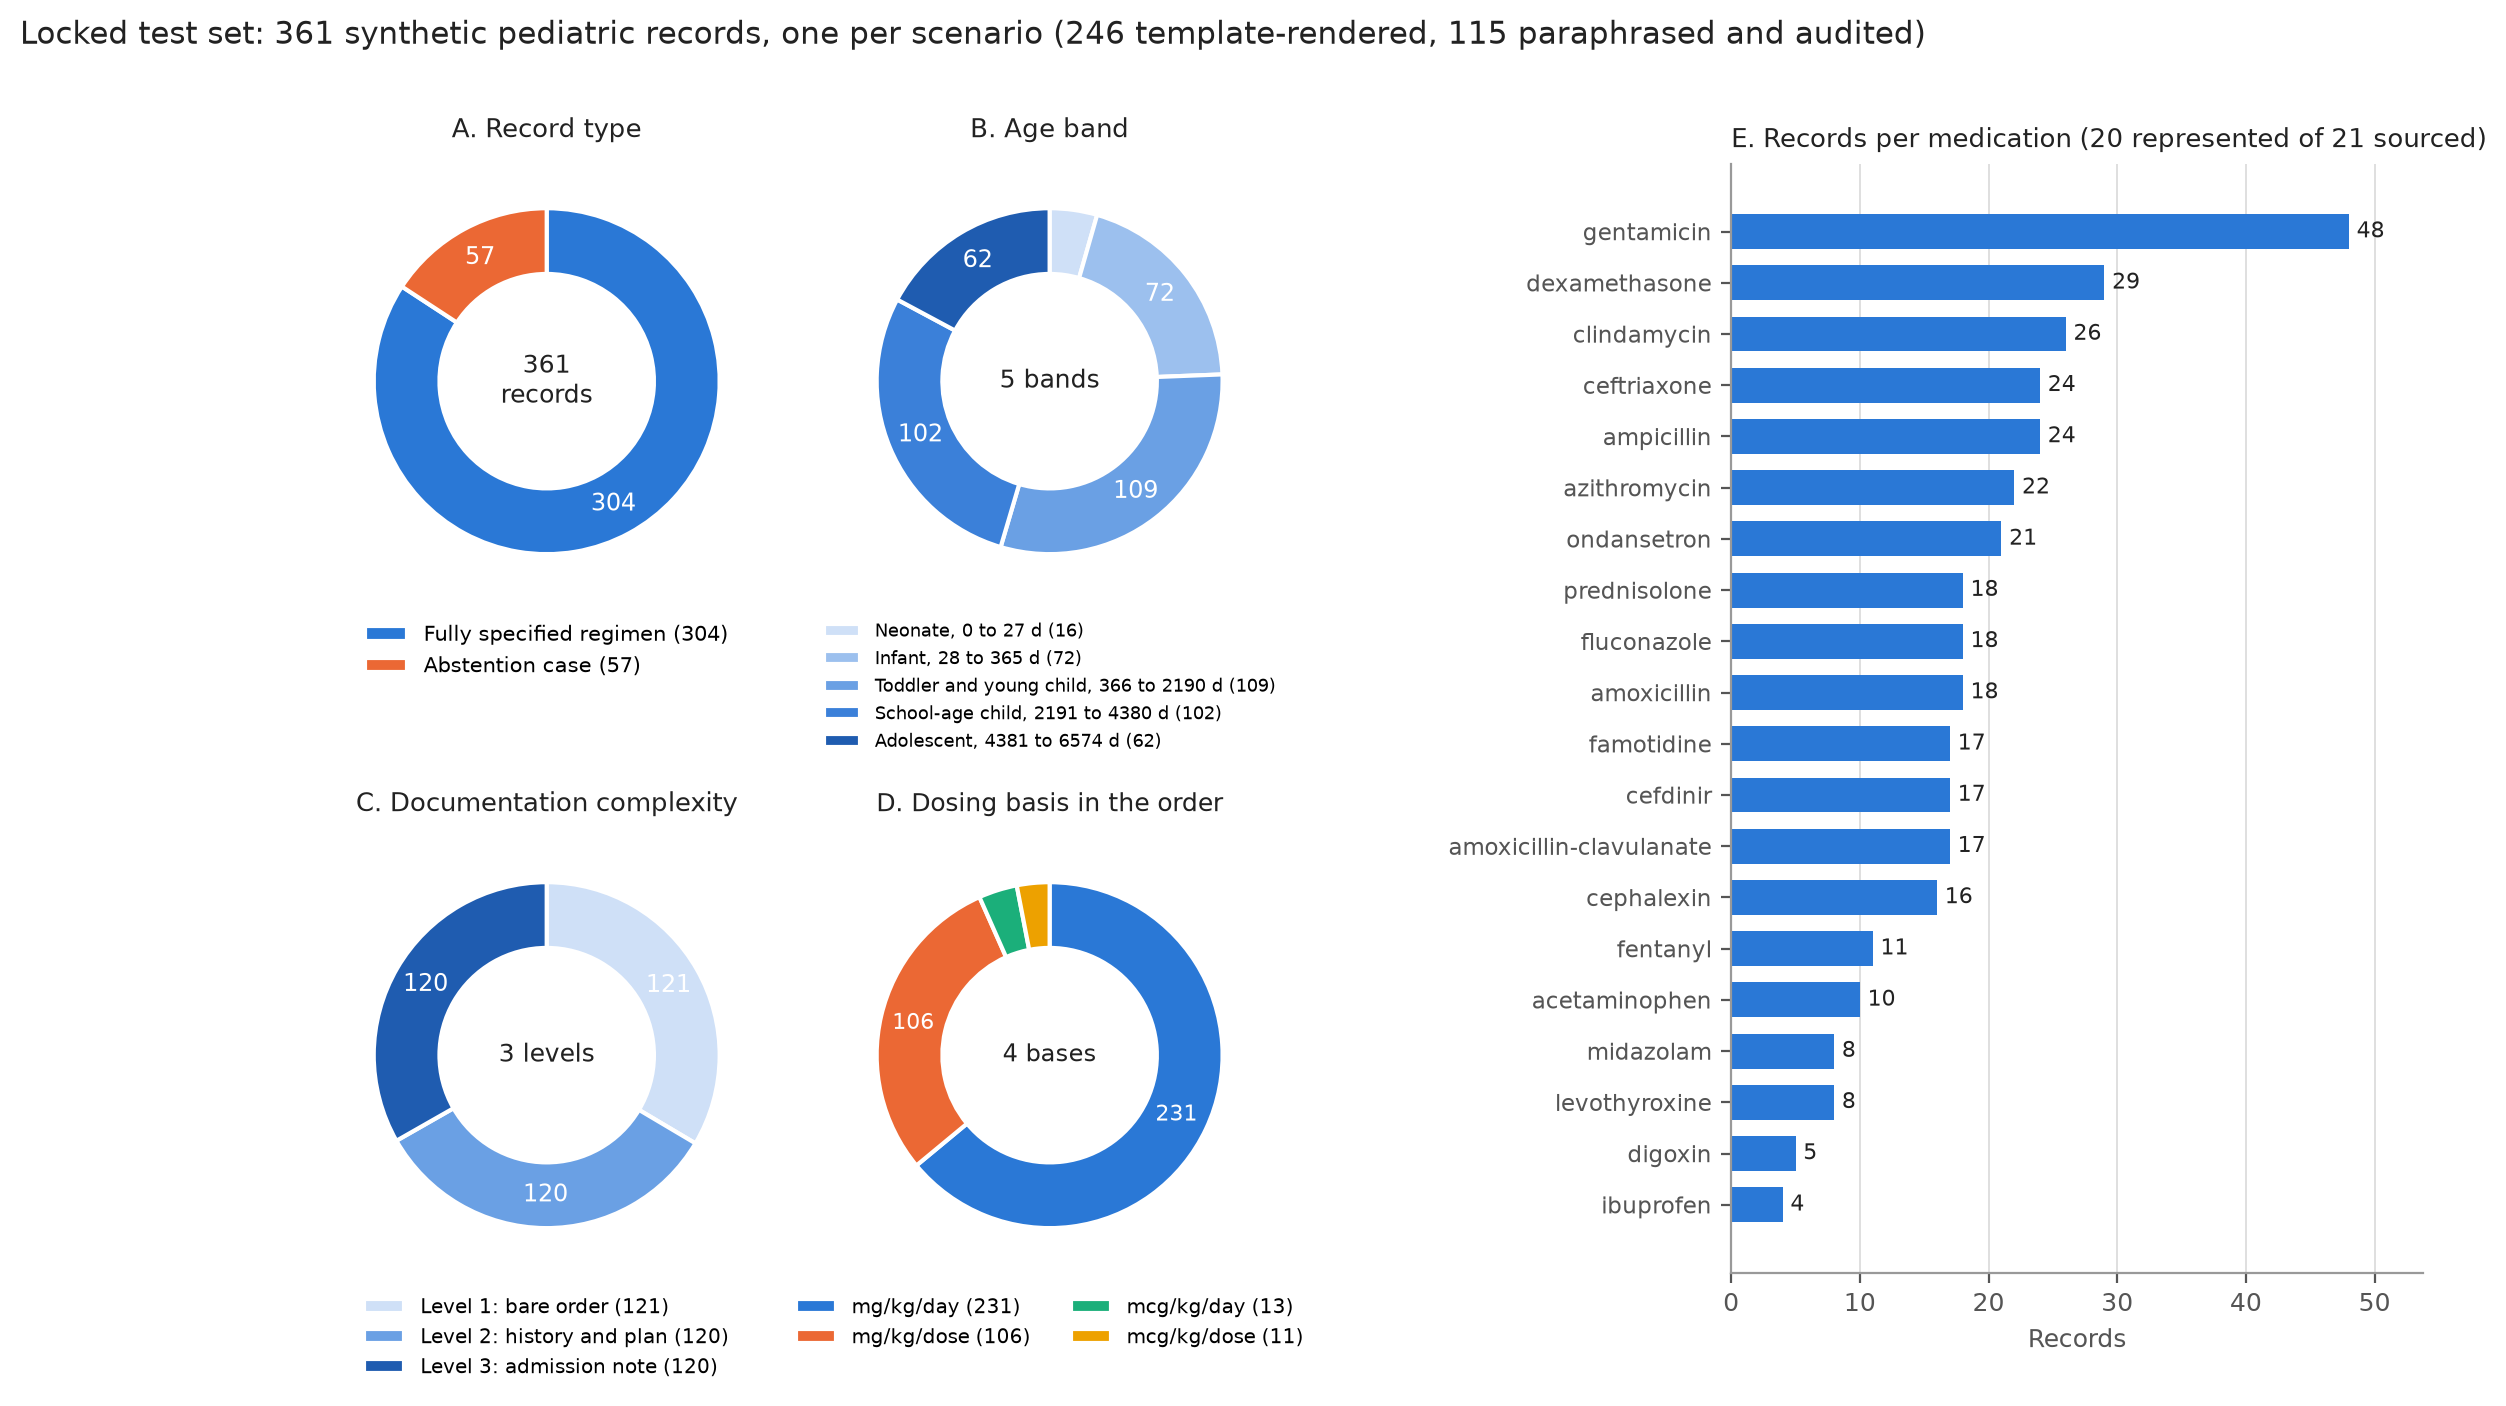 Locked test set: 361 synthetic pediatric records, one per scenario (246 template-rendered, 115 paraphrased and audited)
A. Record type
57
361
records
304
Fully specified regimen (304)
Abstention case (57)
B. Age band
62
72
5 bands
102
109
Neonate, 0 to 27 d (16)
Infant, 28 to 365 d (72)
Toddler and young child, 366 to 2190 d (109)
School-age child, 2191 to 4380 d (102)
Adolescent, 4381 to 6574 d (62)
C. Documentation complexity
120
121
3 levels
120
Level 1: bare order (121)
Level 2: history and plan (120)
Level 3: admission note (120)
D. Dosing basis in the order
106
4 bases
231
mg/kg/day (231)
mg/kg/dose (106)
mcg/kg/day (13)
mcg/kg/dose (11)
E. Records per medication (20 represented of 21 sourced)
gentamicin 48
dexamethasone 29
clindamycin 26
ceftriaxone 24
ampicillin 24
azithromycin 22
ondansetron 21
prednisolone 18
fluconazole 18
amoxicillin 18
famotidine 17
cefdinir 17
amoxicillin-clavulanate 17
cephalexin 16
fentanyl 11
acetaminophen 10
midazolam 8
levothyroxine 8
digoxin 5
ibuprofen 4
0 10 20 30 40 50
Records